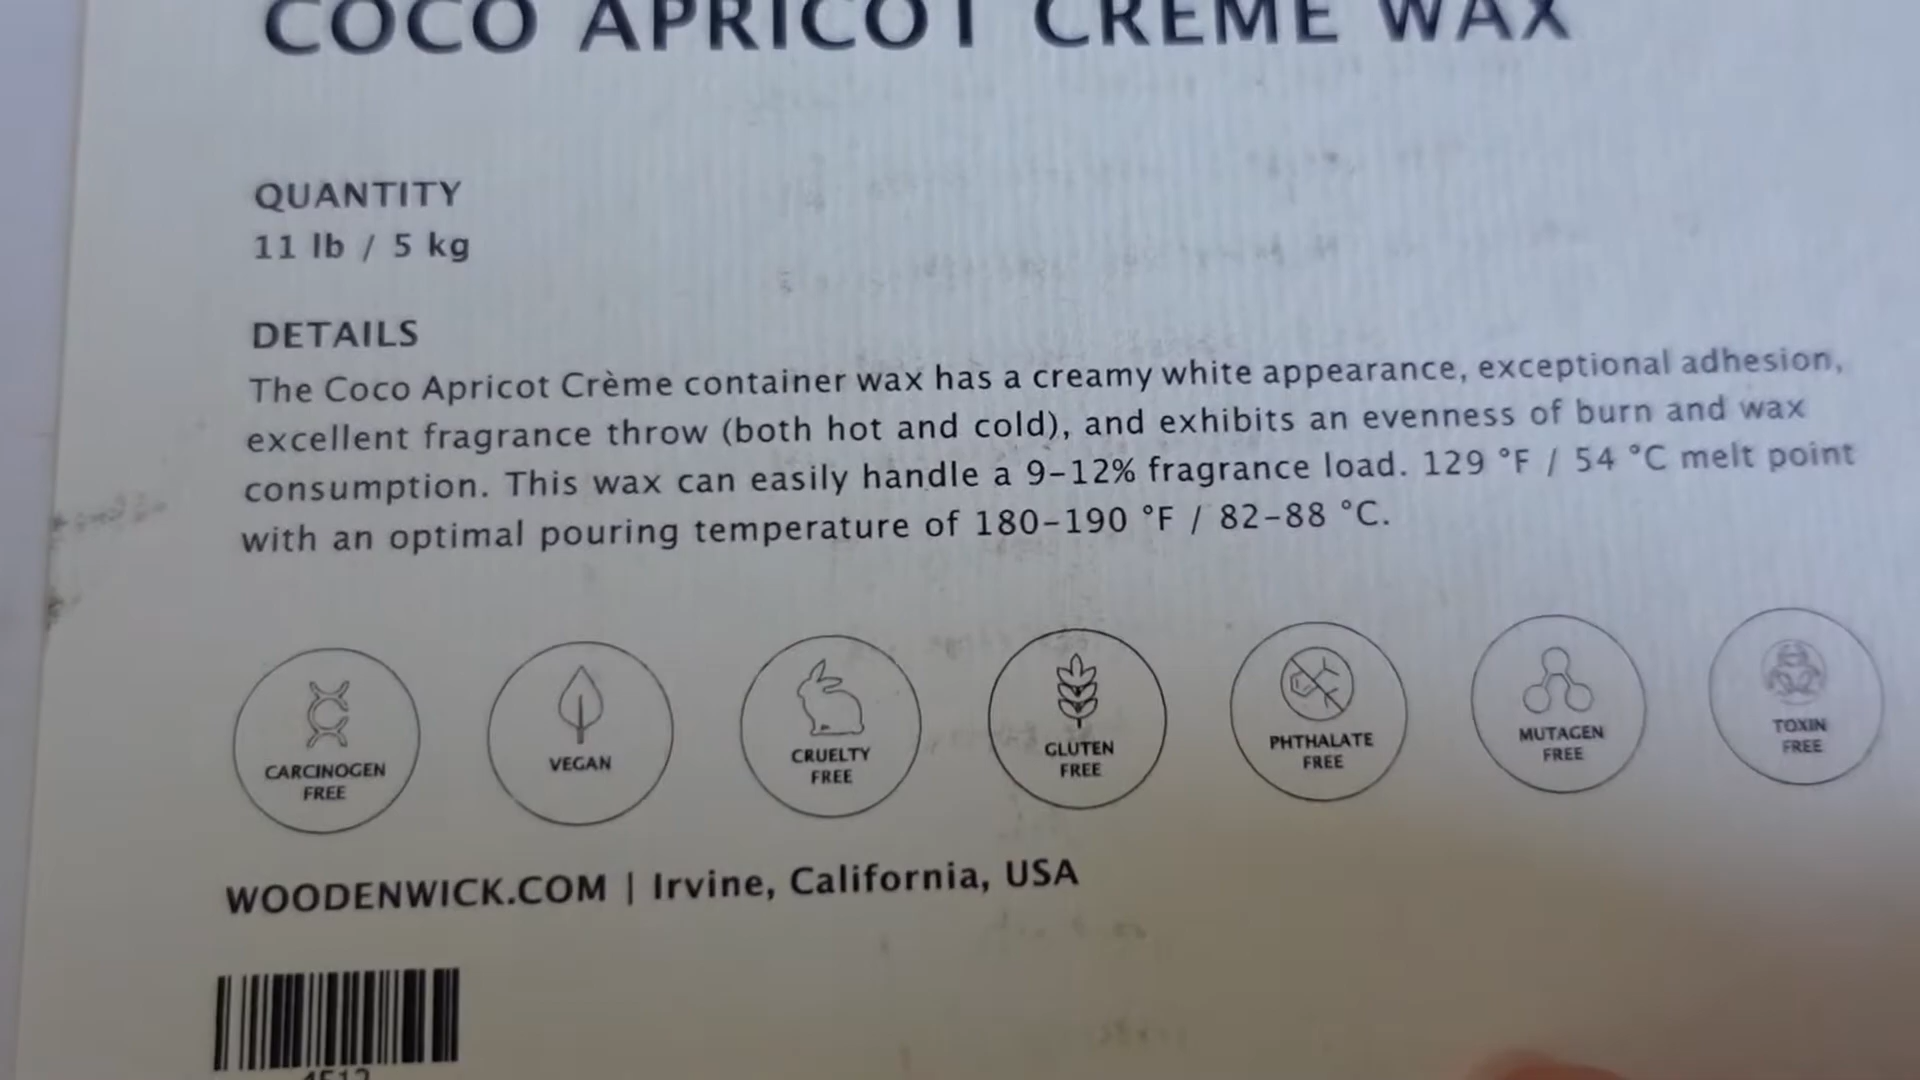 COCO APRICOT CRÈME WAX
QUANTITY
11 lb / 5 kg
DETAILS
The Coco Apricot Crème container wax has a creamy white appearance, exceptional adhesion,
excellent fragrance throw (both hot and cold), and exhibits an evenness of burn and wax
consumption. This wax can easily handle a 9–12% fragrance load. 129 °F / 54 °C melt point
with an optimal pouring temperature of 180–190 °F / 82–88 °C.
CARCINOGEN
FREE
VEGAN
CRUELTY
FREE
GLUTEN
FREE
PHTHALATE
FREE
MUTAGEN
FREE
TOXIN
FREE
WOODENWICK.COM | Irvine, California, USA